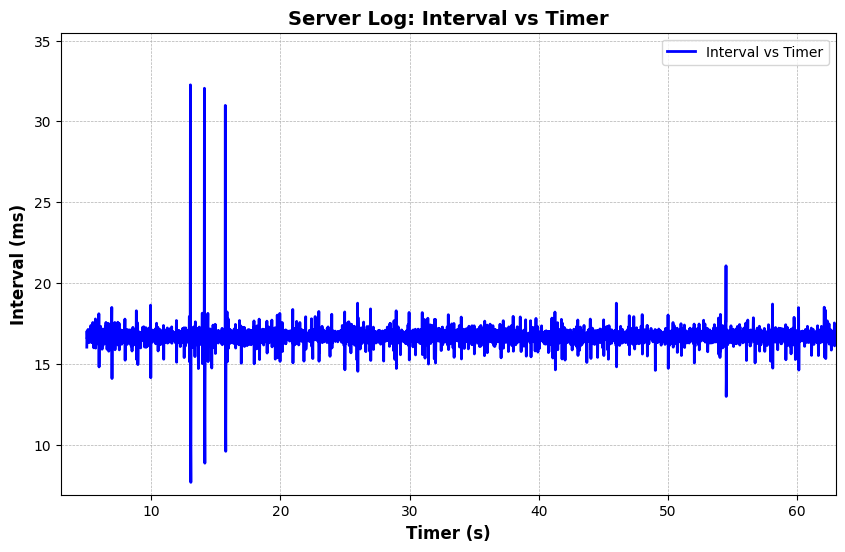 Server Log: Interval vs Timer
Interval vs Timer
35
30
25
20
15
10
Interval (ms)
10 20 30 40 50 60
Timer (s)